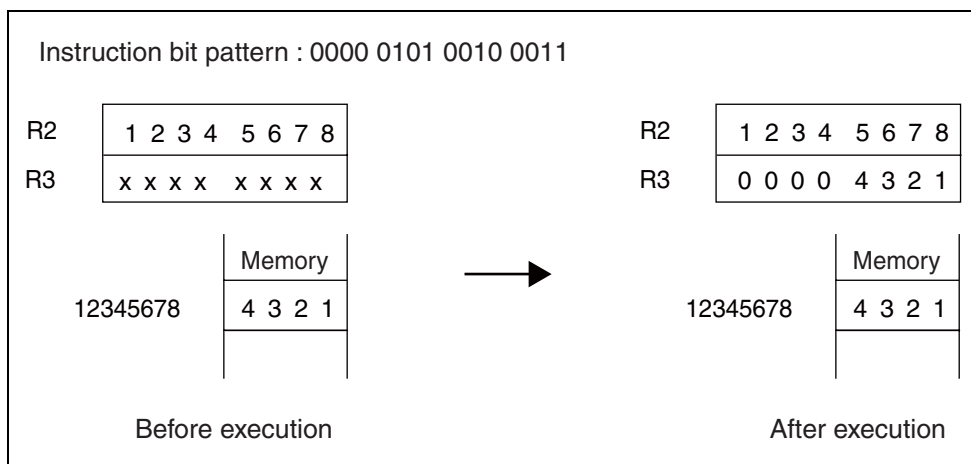 Instruction bit pattern : 0000 0101 0010 0011
R2 1 2 3 4 5 6 7 8 R2 1 2 3 4 5 6 7 8
R3 x x x x x x x x R3 0 0 0 0 4 3 2 1
Memory Memory
12345678 4 3 2 1 12345678 4 3 2 1
Before execution After execution